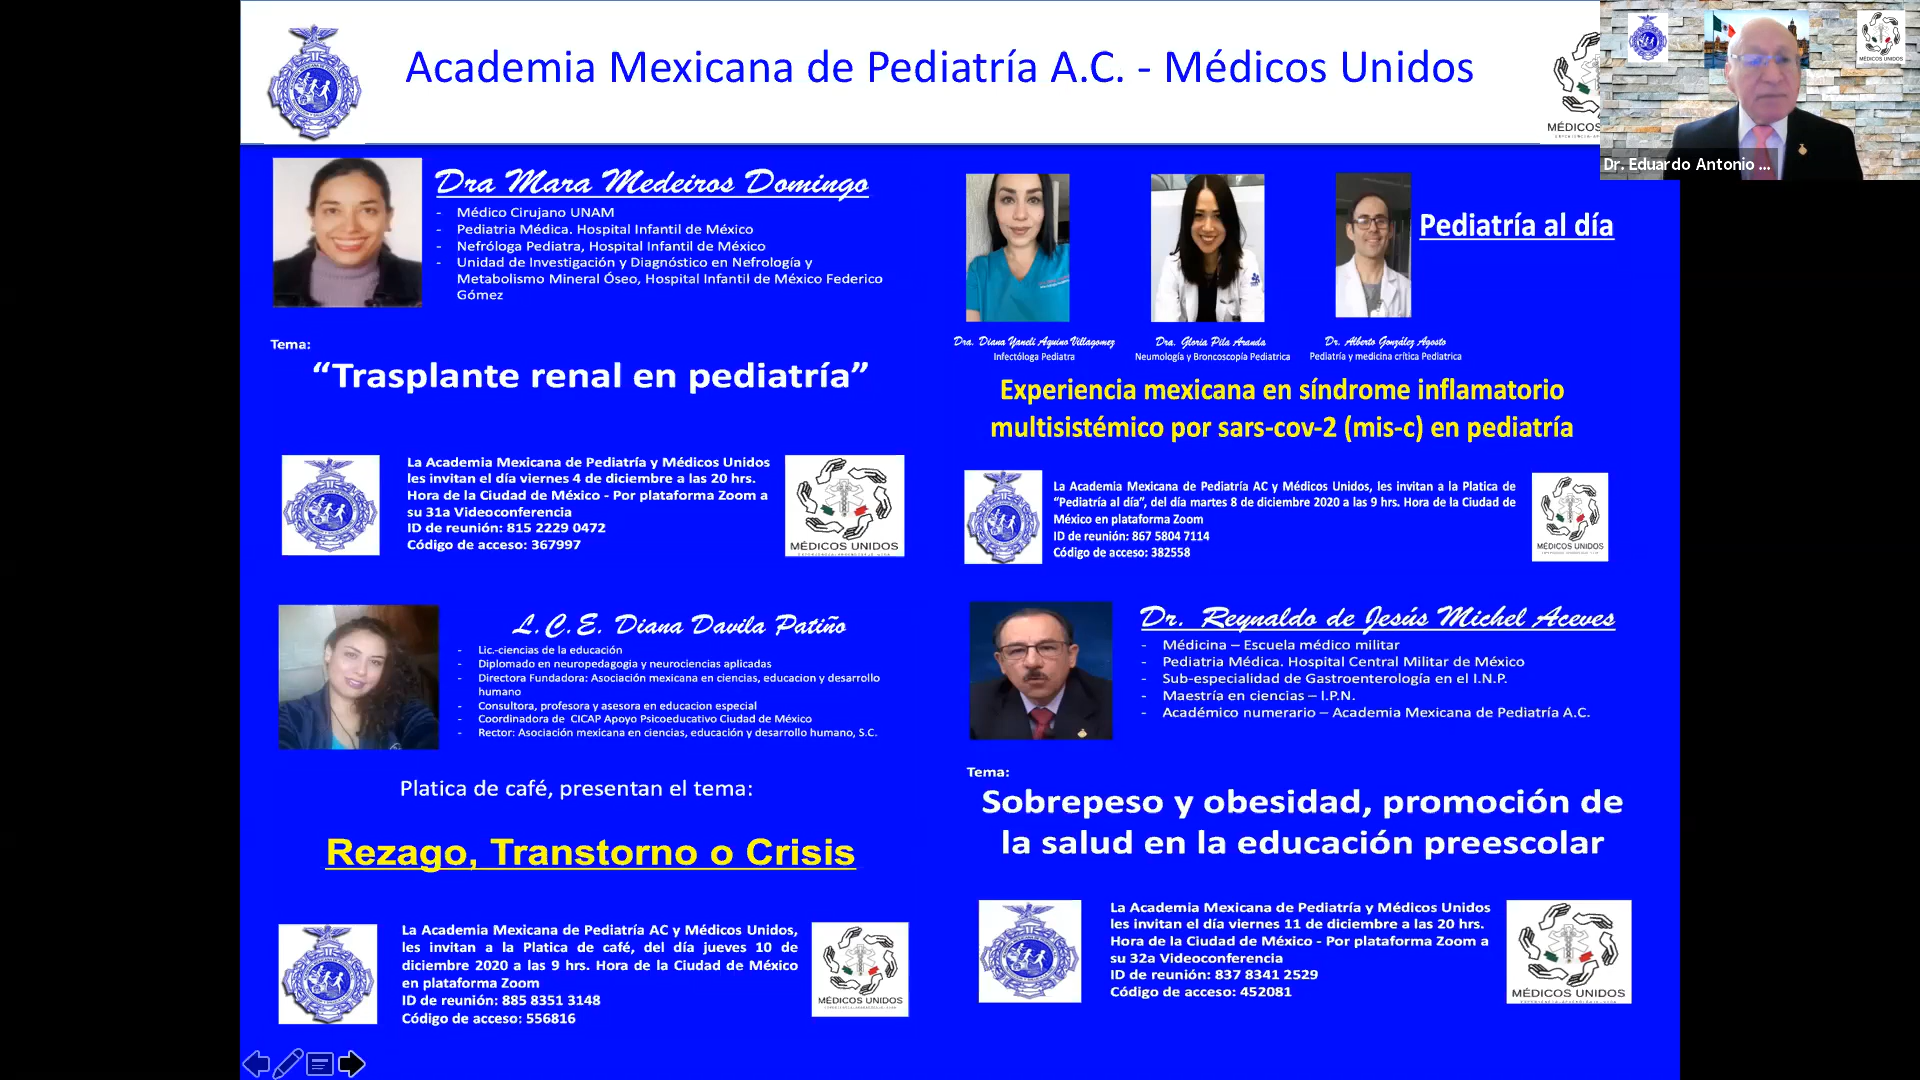 Academia Mexicana de Pediatría A.C. - Médicos Unidos
MÉDICOS
MÉDICOS UNIDOS
Dr. Eduardo Antonio ...
Dra Mara Medeiros Domingo
- Médico Cirujano UNAM
- Pediatria Médica. Hospital Infantil de México
- Nefróloga Pediatra, Hospital Infantil de México
- Unidad de Investigación y Diagnóstico en Nefrología y
Metabolismo Mineral Óseo, Hospital Infantil de México Federico
Gómez
Tema:
“Trasplante renal en pediatría”
La Academia Mexicana de Pediatría y Médicos Unidos
les invitan el día viernes 4 de diciembre a las 20 hrs.
Hora de la Ciudad de México - Por plataforma Zoom a
su 31a Videoconferencia
ID de reunión: 815 2229 0472
Código de acceso: 367997
MÉDICOS UNIDOS
Pediatría al día
Dra. Diana Yaneli Aquino Villagomez
Infectóloga Pediatra
Dra. Gloria Pila Aranda
Neumología y Broncoscopía Pediatrica
Dr. Alberto González Agosto
Pediatría y medicina crítica Pediatrica
Experiencia mexicana en síndrome inflamatorio
multisistémico por sars-cov-2 (mis-c) en pediatría
La Academia Mexicana de Pediatría AC y Médicos Unidos, les invitan a la Platica de
“Pediatría al día”, del día martes 8 de diciembre 2020 a las 9 hrs. Hora de la Ciudad de
México en plataforma Zoom
ID de reunión: 867 5804 7114
Código de acceso: 382558
MÉDICOS UNIDOS
L.C.E. Diana Davila Patiño
- Lic.-ciencias de la educación
- Diplomado en neuropedagogia y neurociencias aplicadas
- Directora Fundadora: Asociación mexicana en ciencias, educacion y desarrollo
humano
- Consultora, profesora y asesora en educacion especial
- Coordinadora de CICAP Apoyo Psicoeducativo Ciudad de México
- Rector: Asociación mexicana en ciencias, educación y desarrollo humano, S.C.
Platica de café, presentan el tema:
Rezago, Transtorno o Crisis
La Academia Mexicana de Pediatría AC y Médicos Unidos,
les invitan a la Platica de café, del día jueves 10 de
diciembre 2020 a las 9 hrs. Hora de la Ciudad de México
en plataforma Zoom
ID de reunión: 885 8351 3148
Código de acceso: 556816
MÉDICOS UNIDOS
Dr. Reynaldo de Jesús Michel Aceves
- Médicina – Escuela médico militar
- Pediatria Médica. Hospital Central Militar de México
- Sub-especialidad de Gastroenterología en el I.N.P.
- Maestría en ciencias – I.P.N.
- Académico numerario – Academia Mexicana de Pediatría A.C.
Tema:
Sobrepeso y obesidad, promoción de
la salud en la educación preescolar
La Academia Mexicana de Pediatría y Médicos Unidos
les invitan el día viernes 11 de diciembre a las 20 hrs.
Hora de la Ciudad de México - Por plataforma Zoom a
su 32a Videoconferencia
ID de reunión: 837 8341 2529
Código de acceso: 452081
MÉDICOS UNIDOS